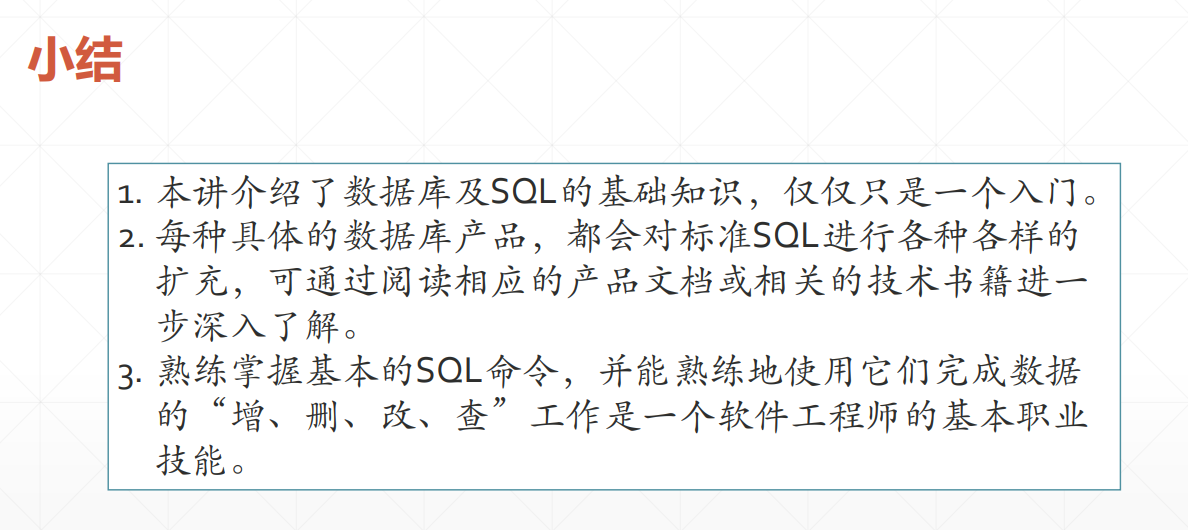 小结
1. 本讲介绍了数据库及SQL的基础知识，仅仅只是一个入门。
2. 每种具体的数据库产品，都会对标准SQL进行各种各样的
扩充，可通过阅读相应的产品文档或相关的技术书籍进一
步深入了解。
3. 熟练掌握基本的SQL命令，并能熟练地使用它们完成数据
的“增、删、改、查”工作是一个软件工程师的基本职业
技能。